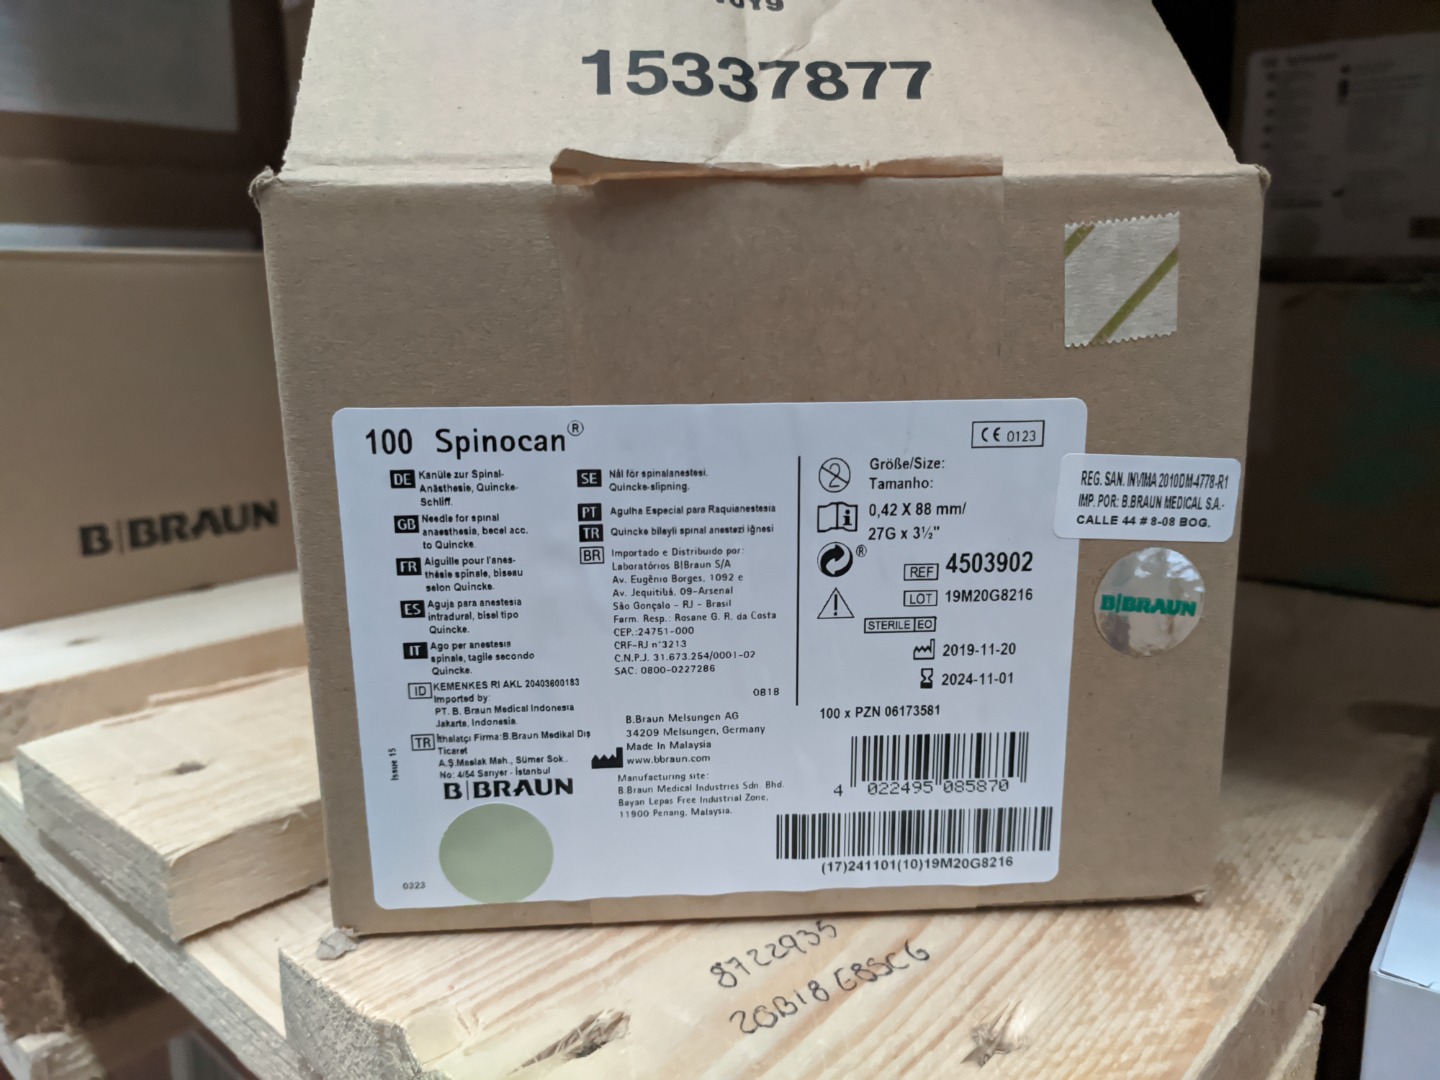 15337877
B|BRAUN
100 Spinocan®
CE 0123
DE Kanüle zur Spinal-
Anästhesie, Quincke-
Schliff.
GB Needle for spinal
anaesthesia, becel acc.
to Quincke.
FR Aiguille pour l'anes-
thésie spinale, biseau
selon Quincke.
ES Aguja para anestesia
intradural, bisel tipo
Quincke.
IT Ago per anestesia
spinale, taglie secondo
Quincke.
ID KEMENKES RI AKL 20403600183
Imported by:
PT. B. Braun Medical Indonesia
Jakarta, Indonesia
TR İthalatçı Firma:B.Braun Medikal Dış
Ticaret
A.Ş.Maslak Mah., Sümer Sok.
No: 4/54 Sarıyer - İstanbul
Issue 15
B|BRAUN
0323
SE Nål för spinalanestesi.
Quincke-slipning.
PT Agulha Especial para Raquianestesia
TR Quincke bileyli spinal anestezi iğnesi
BR Importado e Distribuido por:
Laboratórios B|Braun S/A
Av. Eugênio Borges, 1092 e
Av. Jequitibá, 09-Arsenal
São Gonçalo - RJ - Brasil
Farm. Resp.: Rosane G. R. da Costa
CEP.:24751-000
CRF-RJ n°3213
C.N.P.J. 31.673.254/0001-02
SAC: 0800-0227286
0818
B.Braun Melsungen AG
34209 Melsungen, Germany
Made In Malaysia
www.bbraun.com
Manufacturing site:
B.Braun Medical Industries Sdn. Bhd.
Bayan Lepas Free Industrial Zone,
11900 Penang, Malaysia.
2
Größe/Size:
Tamanho:
0,42 X 88 mm/
27G x 3½"
REF 4503902
LOT 19M20G8216
STERILE EO
2019-11-20
2024-11-01
100 x PZN 06173581
4 022495 085870
(17)241101(10)19M20G8216
REG. SAN. INVIMA 2010DM-4778-R1
IMP. POR: B.BRAUN MEDICAL S.A.-
CALLE 44 # 8-08 BOG.
B|BRAUN
8722935